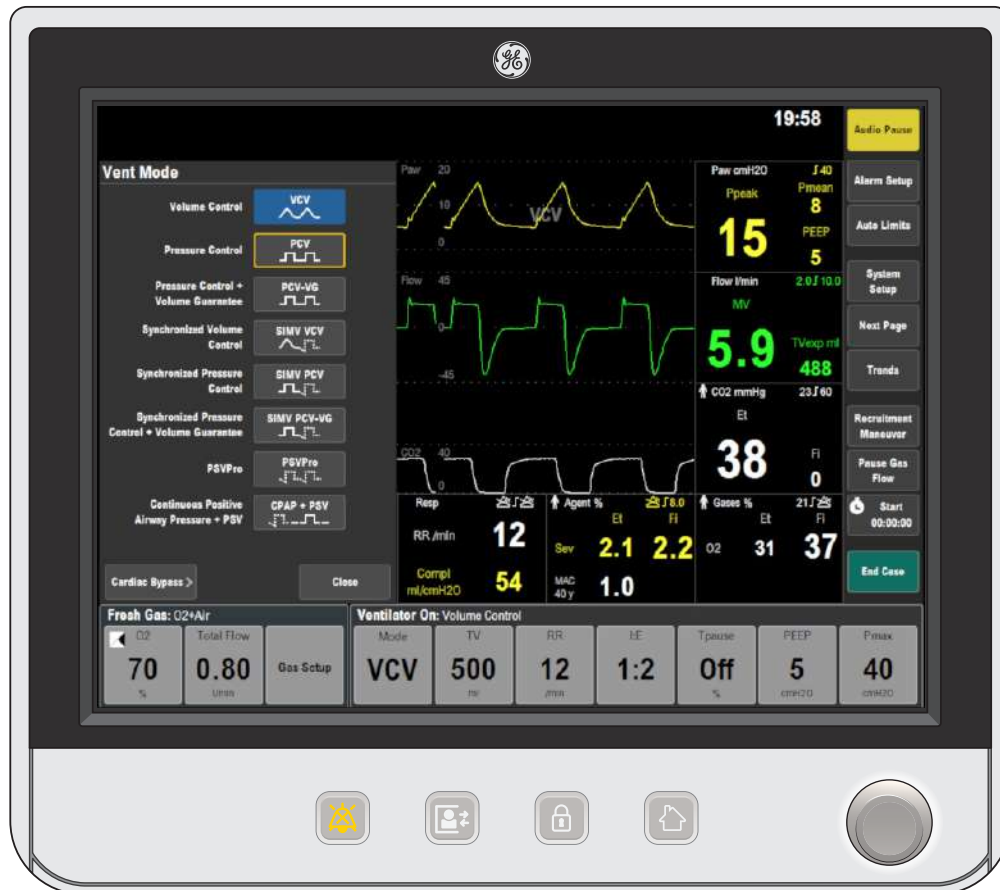 GE
19:58
Audio Pause
Vent Mode
Volume Control
VCV
Pressure Control
PCV
Pressure Control +
Volume Guarantee
PCV-VG
Synchronized Volume
Control
SIMV VCV
Synchronized Pressure
Control
SIMV PCV
Synchronized Pressure
Control + Volume Guarantee
SIMV PCV-VG
PSVPro
PSVPro
Continuous Positive
Airway Pressure + PSV
CPAP + PSV
Cardiac Bypass >
Close
Paw 20
10
0
VCV
Flow 45
0
-45
CO2 40
0
Paw cmH2O 40
Ppeak
15
Pmean
8
PEEP
5
Flow l/min 2.0 10.0
MV
5.9
TVexp ml
488
CO2 mmHg 23 60
Et
38
Fi
0
Resp
RR /min 12
Compl
ml/cmH2O 54
Agent % 8.0
Et Fi
Sev 2.1 2.2
MAC
40 y 1.0
Gases % 21
Et Fi
O2 31 37
Alarm Setup
Auto Limits
System
Setup
Next Page
Trends
Recruitment
Maneuver
Pause Gas
Flow
Start
00:00:00
End Case
Fresh Gas: O2+Air
O2
70
%
Total Flow
0.80
l/min
Gas Setup
Ventilator On: Volume Control
Mode
VCV
TV
500
ml
RR
12
/min
I:E
1:2
Tpause
Off
%
PEEP
5
cmH2O
Pmax
40
cmH2O